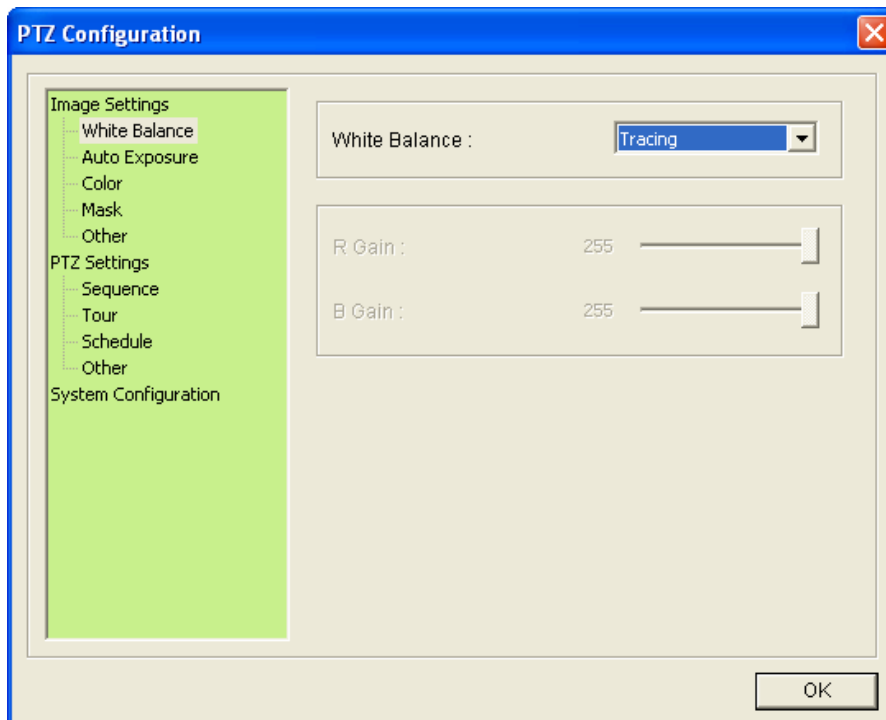 PTZ Configuration
Image Settings
White Balance
Auto Exposure
Color
Mask
Other
PTZ Settings
Sequence
Tour
Schedule
Other
System Configuration
White Balance : Tracing
R Gain : 255
B Gain : 255
OK